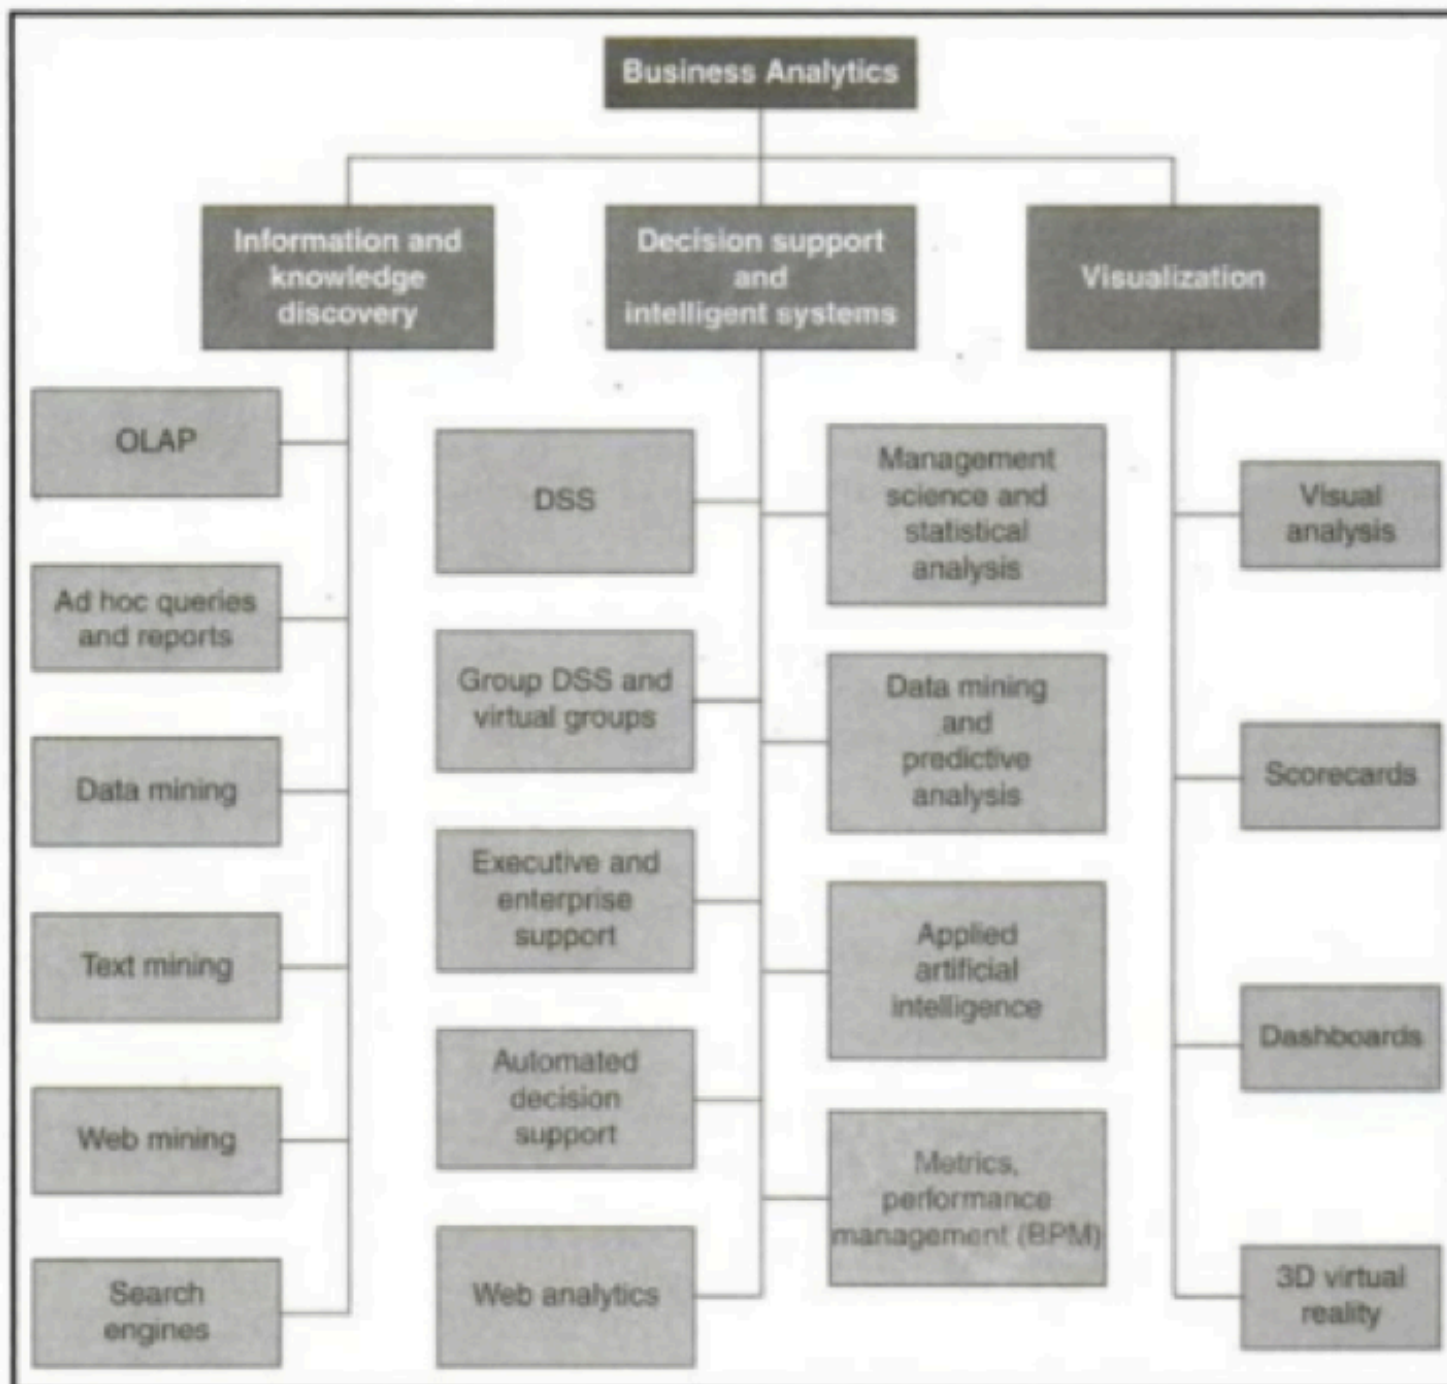 Business Analytics
Information and
knowledge
discovery
Decision support
and
intelligent systems
Visualization
OLAP
Ad hoc queries
and reports
Data mining
Text mining
Web mining
Search
engines
DSS
Group DSS and
virtual groups
Executive and
enterprise
support
Automated
decision
support
Web analytics
Management
science and
statistical
analysis
Data mining
and
predictive
analysis
Applied
artificial
intelligence
Metrics,
performance
management (BPM)
Visual
analysis
Scorecards
Dashboards
3D virtual
reality